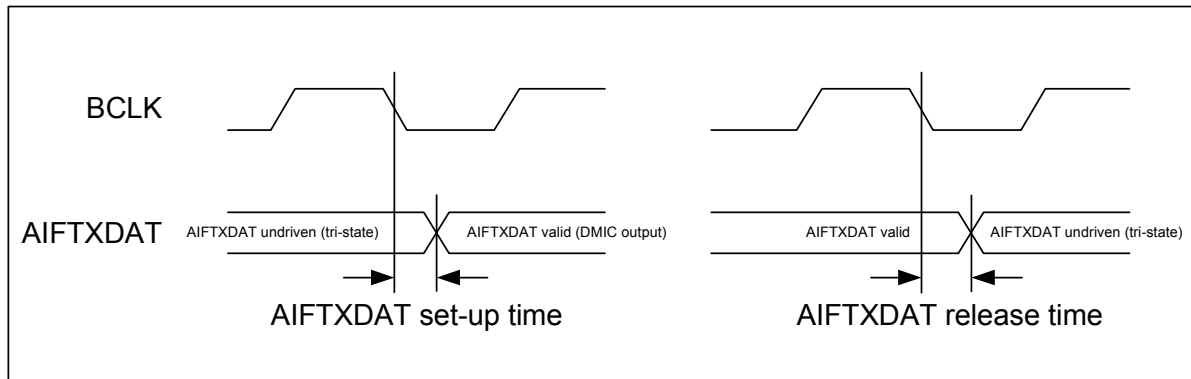 BCLK
AIFTXDAT
AIFTXDAT undriven (tri-state)
AIFTXDAT valid (DMIC output)
AIFTXDAT valid
AIFTXDAT undriven (tri-state)
AIFTXDAT set-up time
AIFTXDAT release time